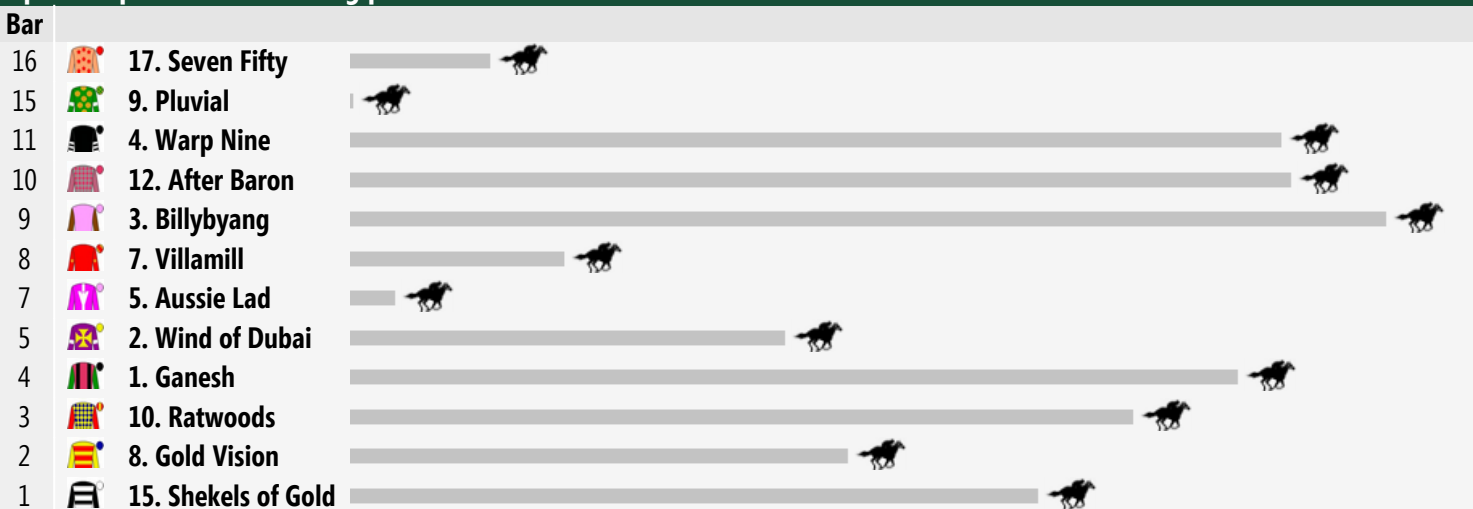 Bar
16 17. Seven Fifty
15 9. Pluvial
11 4. Warp Nine
10 12. After Baron
9 3. Billybyang
8 7. Villamill
7 5. Aussie Lad
5 2. Wind of Dubai
4 1. Ganesh
3 10. Ratwoods
2 8. Gold Vision
1 15. Shekels of Gold